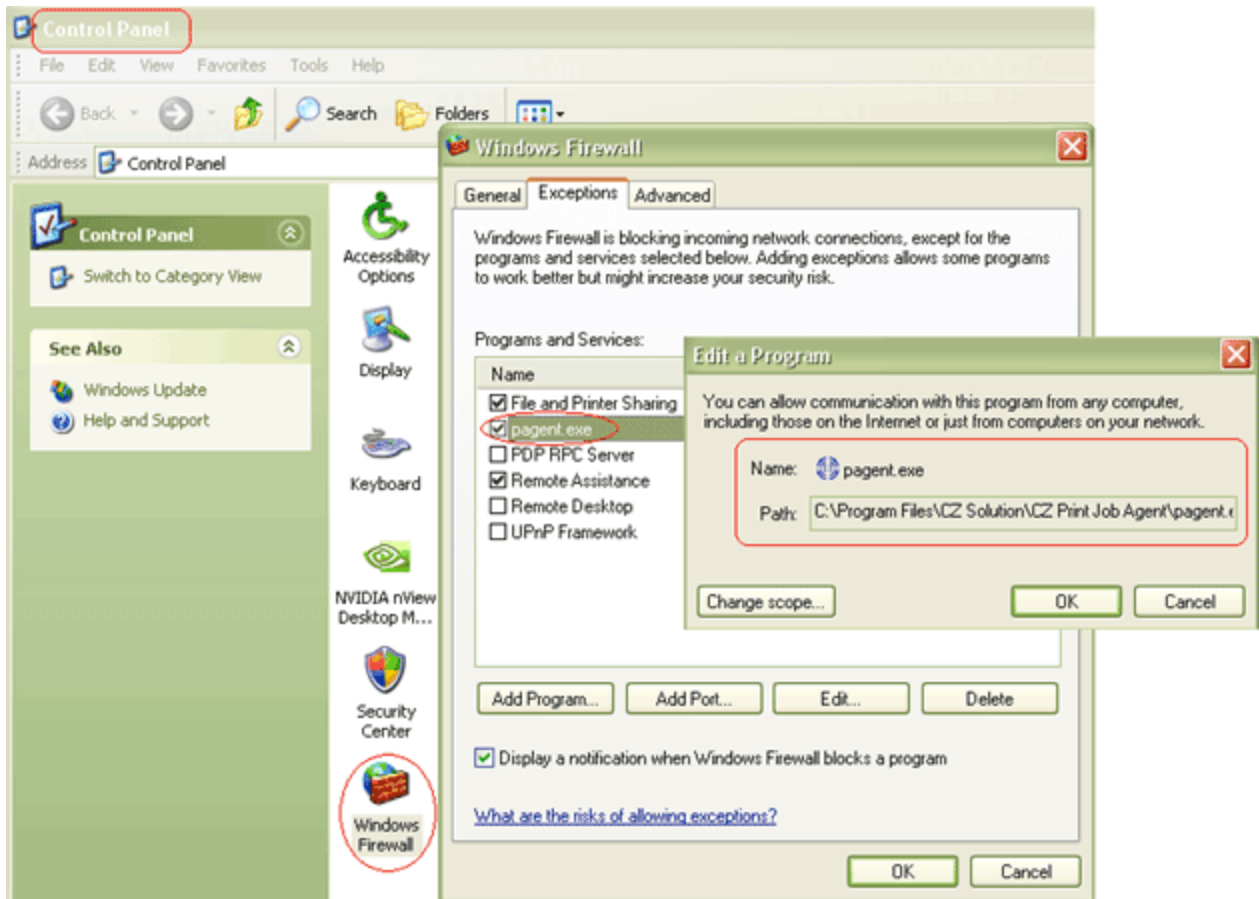 Control Panel
File Edit View Favorites Tools Help
Back Search Folders
Address Control Panel
Control Panel
Switch to Category View
See Also
Windows Update
Help and Support
Accessibility
Options
Display
Keyboard
NVIDIA nView
Desktop M...
Security
Center
Windows
Firewall
Windows Firewall
General Exceptions Advanced
Windows Firewall is blocking incoming network connections, except for the
programs and services selected below. Adding exceptions allows some programs
to work better but might increase your security risk.
Programs and Services:
Name
File and Printer Sharing
pagent.exe
PDP RPC Server
Remote Assistance
Remote Desktop
UPnP Framework
Add Program... Add Port... Edit... Delete
Display a notification when Windows Firewall blocks a program
What are the risks of allowing exceptions?
OK Cancel
Edit a Program
You can allow communication with this program from any computer,
including those on the Internet or just from computers on your network.
Name: pagent.exe
Path: C:\Program Files\CZ Solution\CZ Print Job Agent\pagent.e
Change scope... OK Cancel